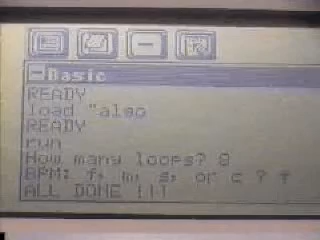 Basic
READY
load "algo
READY
run
How many loops? 8
BPM: f, m, s, or c ? f
ALL DONE !!!